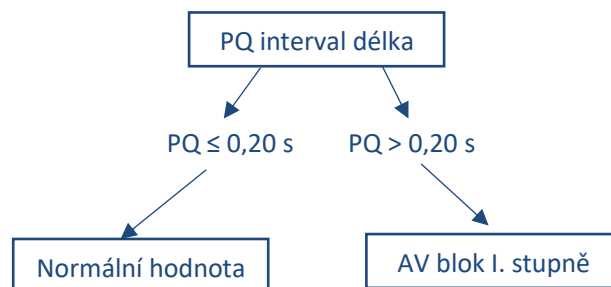 PQ interval délka
PQ ≤ 0,20 s
PQ > 0,20 s
Normální hodnota
AV blok I. stupně